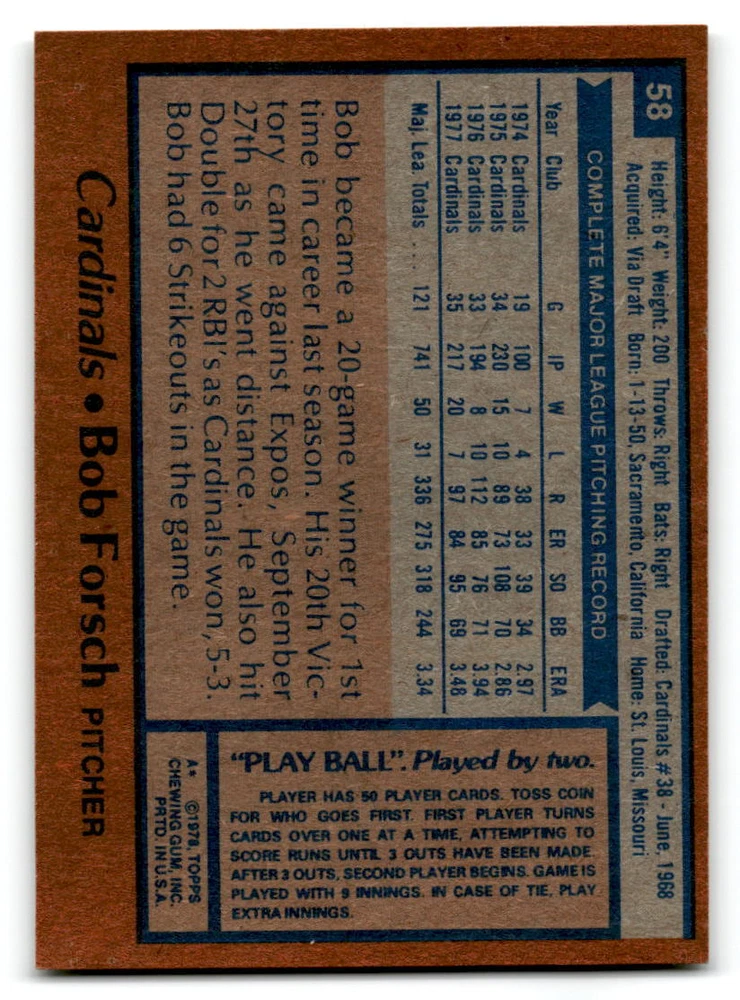 58
Height: 6'4" Weight: 200 Throws: Right Bats: Right Drafted: Cardinals #38 - June, 1968
Acquired: Via Draft Born: 1-13-50, Sacramento, California Home: St. Louis, Missouri
COMPLETE MAJOR LEAGUE PITCHING RECORD
Year Club G IP W L R ER SO BB ERA
1974 Cardinals 19 100 7 4 38 33 39 34 2.97
1975 Cardinals 34 230 15 10 89 73 108 70 2.86
1976 Cardinals 33 194 8 10 112 85 76 71 3.94
1977 Cardinals 35 217 20 7 97 84 95 69 3.48
Maj. Lea. Totals .... 121 741 50 31 336 275 318 244 3.34
Bob became a 20-game winner for 1st
time in career last season. His 20th Vic-
tory came against Expos, September
27th as he went distance. He also hit
Double for 2 RBI's as Cardinals won, 5-3.
Bob had 6 Strikeouts in the game.
"PLAY BALL". Played by two.
PLAYER HAS 50 PLAYER CARDS. TOSS COIN
FOR WHO GOES FIRST. FIRST PLAYER TURNS
CARDS OVER ONE AT A TIME, ATTEMPTING TO
SCORE RUNS UNTIL 3 OUTS HAVE BEEN MADE.
AFTER 3 OUTS, SECOND PLAYER BEGINS. GAME IS
PLAYED WITH 9 INNINGS. IN CASE OF TIE, PLAY
EXTRA INNINGS.
A* ©1978, TOPPS
CHEWING GUM, INC.
PRTD. IN U.S.A.
Cardinals • Bob Forsch PITCHER